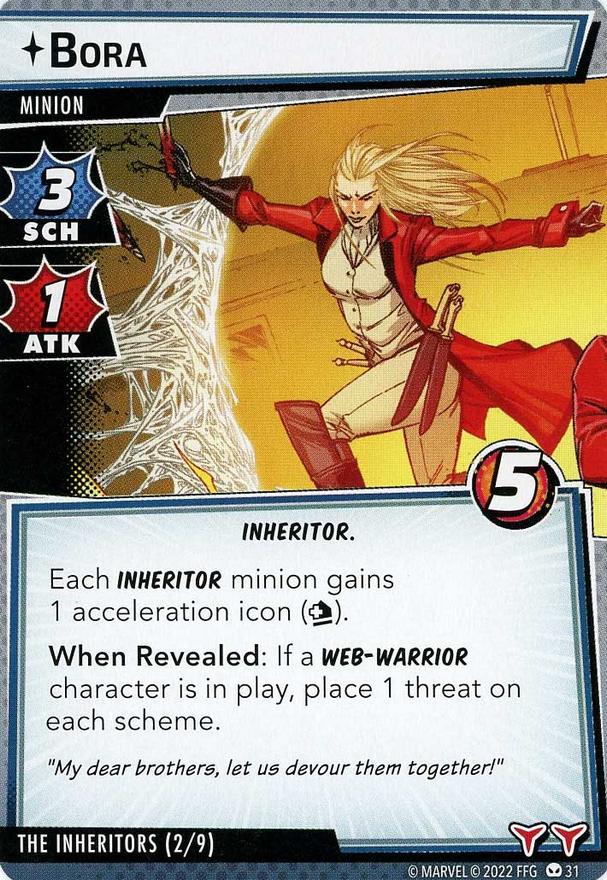 BORA
MINION
3
SCH
1
ATK
5
INHERITOR.
Each INHERITOR minion gains
1 acceleration icon ( ).
When Revealed: If a WEB-WARRIOR
character is in play, place 1 threat on
each scheme.
"My dear brothers, let us devour them together!"
THE INHERITORS (2/9)
© MARVEL © 2022 FFG 31